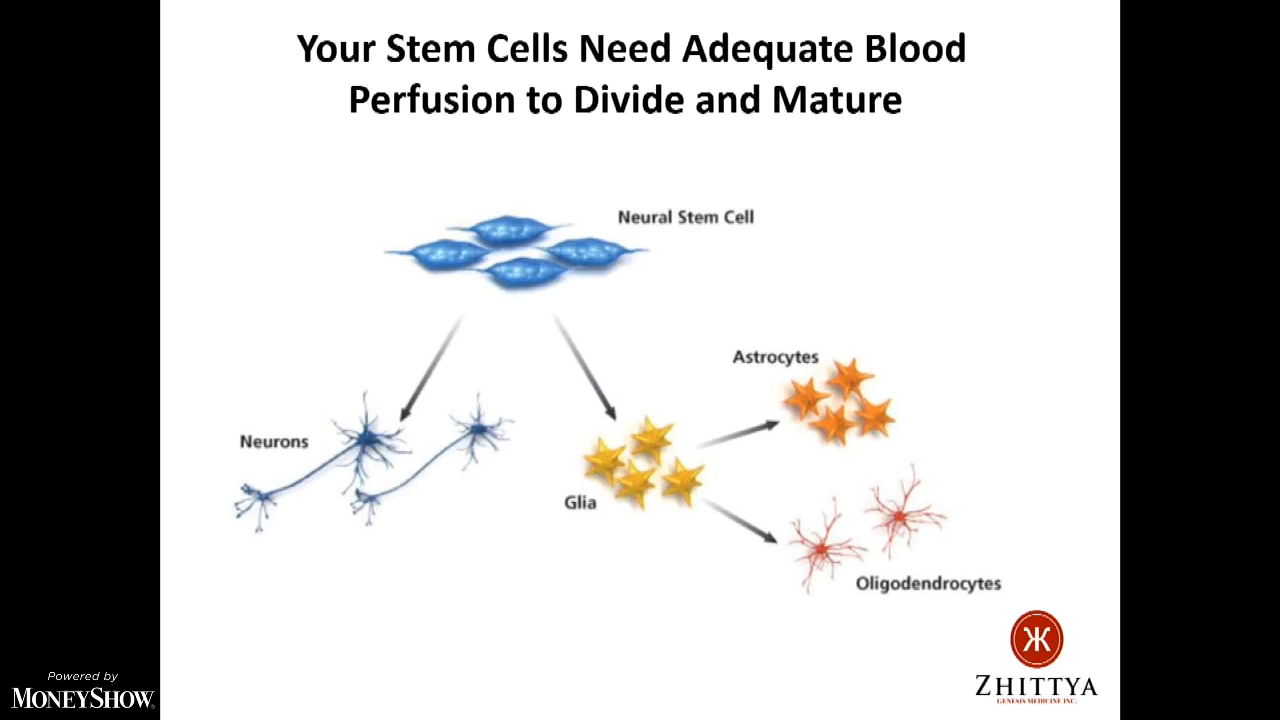 Your Stem Cells Need Adequate Blood
Perfusion to Divide and Mature
Neural Stem Cell
Astrocytes
Neurons
Glia
Oligodendrocytes
ZHITTYA
GENESIS MEDICINE INC.
Powered by
MONEYSHOW